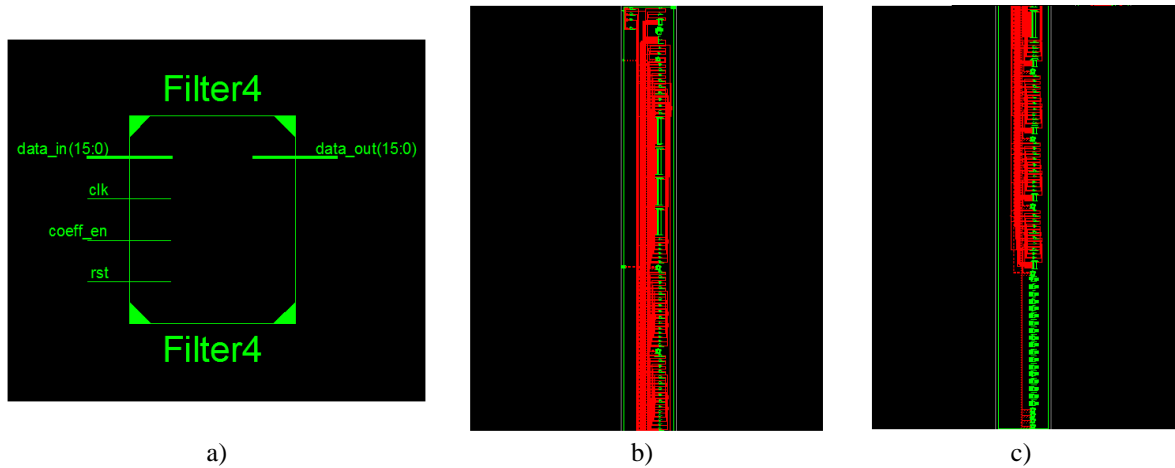 Filter4
data_in(15:0)
data_out(15:0)
clk
coeff_en
rst
Filter4
a)
b)
c)